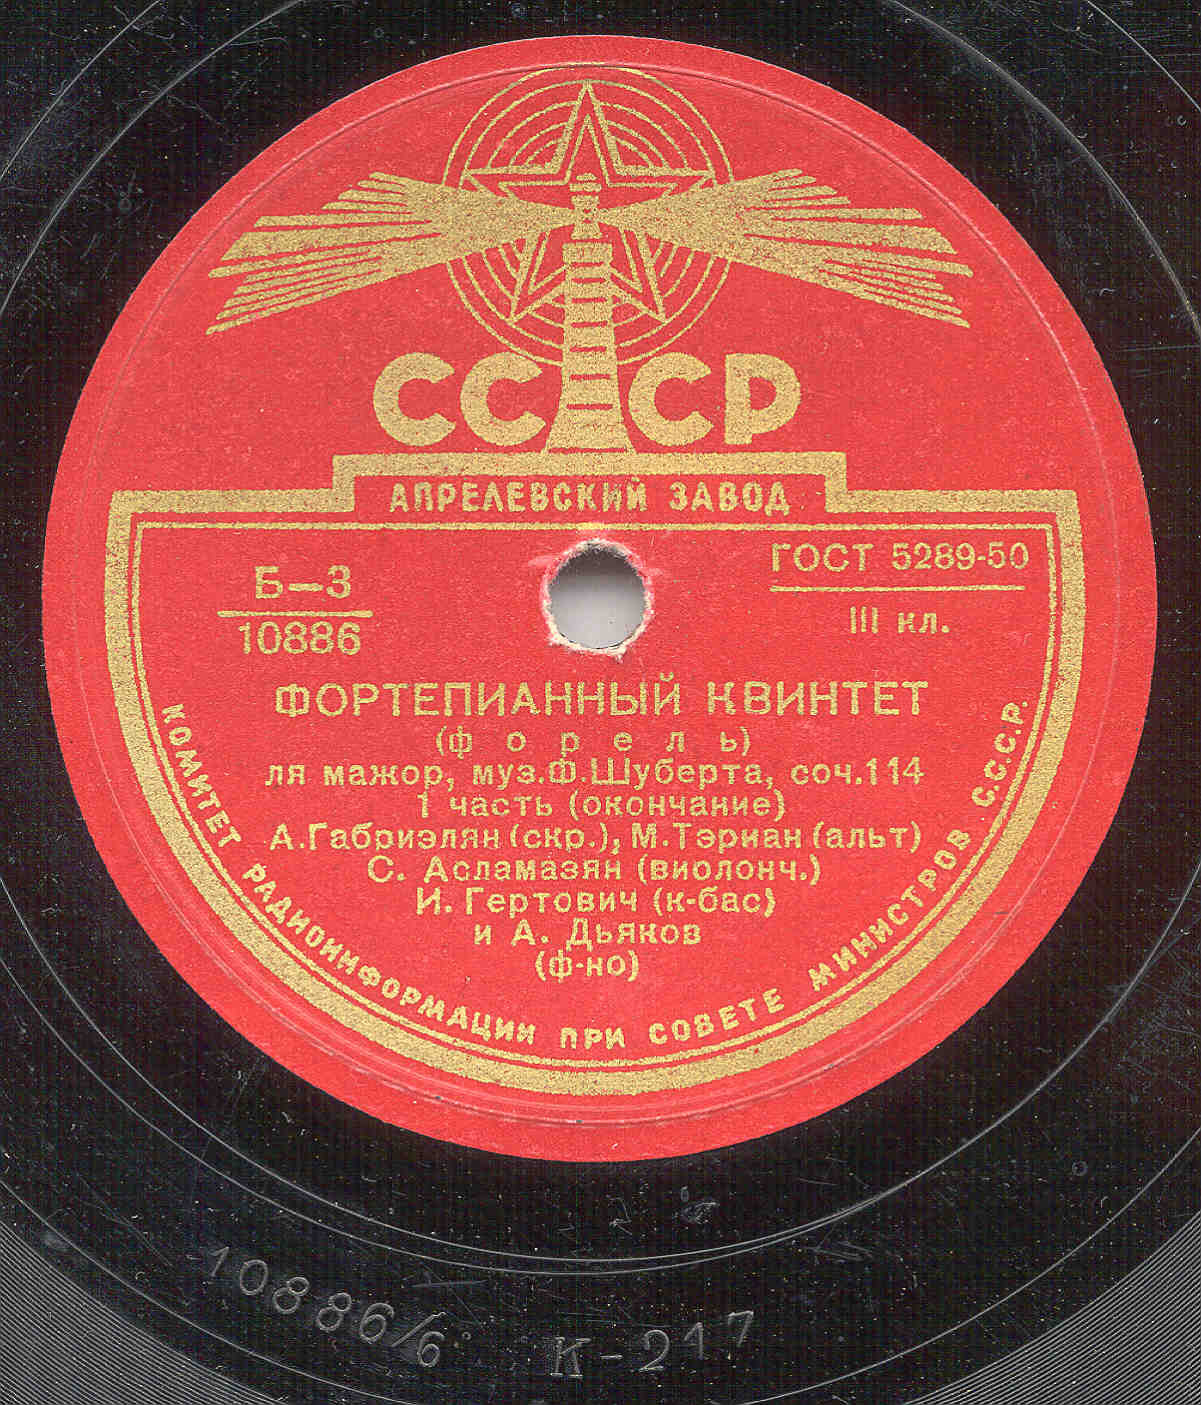 СССР
АПРЕЛЕВСКИЙ ЗАВОД
Б–3
10886
ГОСТ 5289-50
III кл.
ФОРТЕПИАННЫЙ КВИНТЕТ
(форель)
ля мажор, муз.Ф.Шуберта, соч.114
1 часть (окончание)
А.Габриэлян (скр.), М.Тэриан (альт)
С. Асламазян (виолонч.)
И. Гертович (к-бас)
и А. Дьяков
(ф-но)
КОМИТЕТ РАДИОИНФОРМАЦИИ ПРИ СОВЕТЕ МИНИСТРОВ С.С.С.Р.
10886/6 К-217